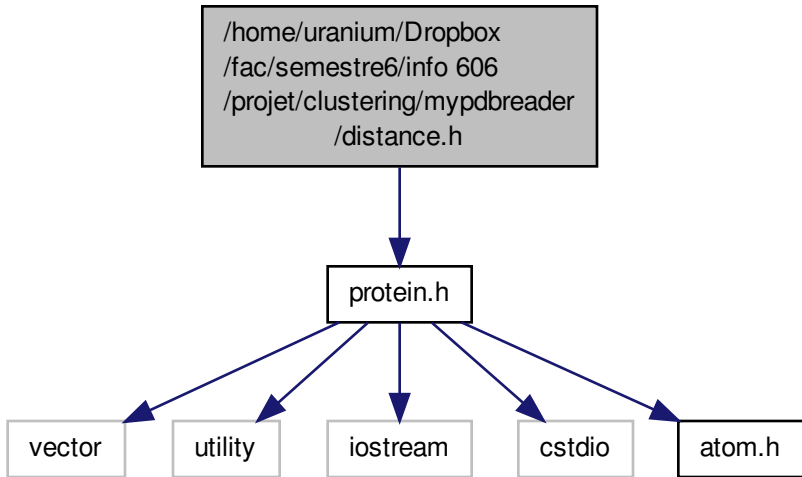 /home/uranium/Dropbox
/fac/semestre6/info 606
/projet/clustering/mypdbreader
/distance.h
protein.h
vector
utility
iostream
cstdio
atom.h